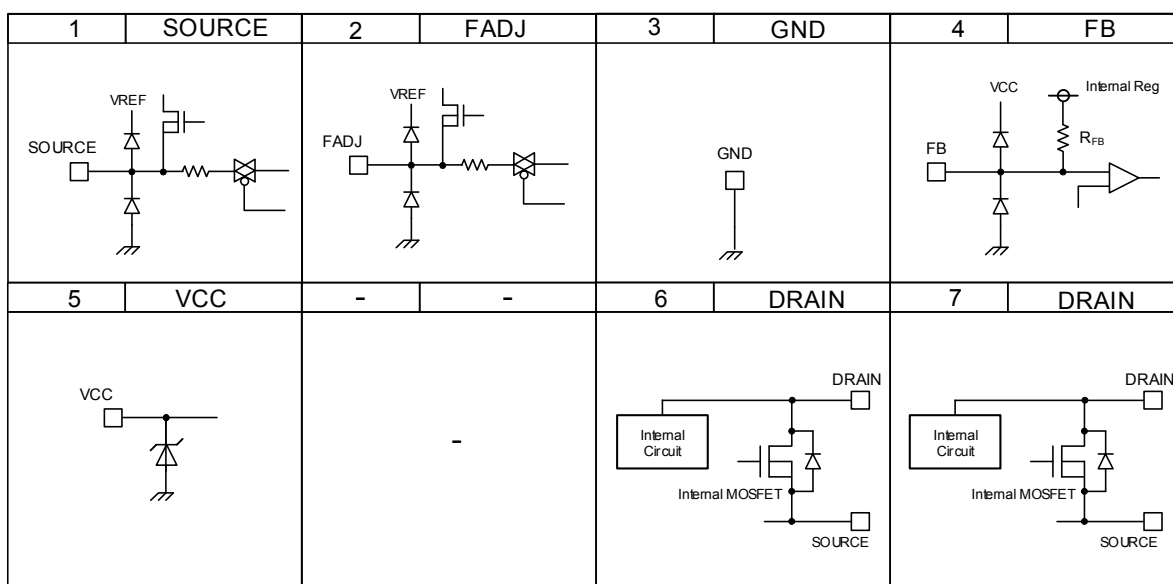 1 SOURCE 2 FADJ 3 GND 4 FB
VREF
SOURCE
VREF
FADJ
GND
VCC
Internal Reg
RFB
FB
5 VCC - - 6 DRAIN 7 DRAIN
VCC
-
DRAIN
Internal
Circuit
Internal MOSFET
SOURCE
DRAIN
Internal
Circuit
Internal MOSFET
SOURCE